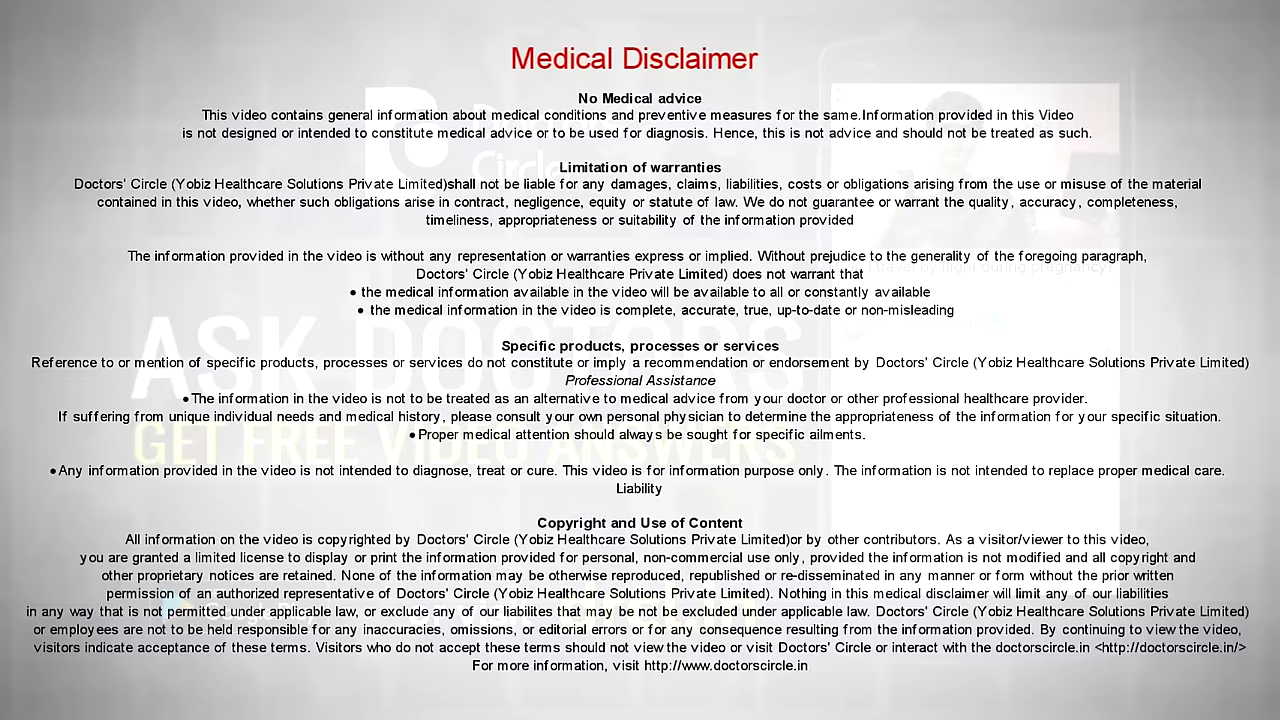 Medical Disclaimer
No Medical advice
This video contains general information about medical conditions and preventive measures for the same.Information provided in this Video
is not designed or intended to constitute medical advice or to be used for diagnosis. Hence, this is not advice and should not be treated as such.
Limitation of warranties
Doctors' Circle (Yobiz Healthcare Solutions Private Limited)shall not be liable for any damages, claims, liabilities, costs or obligations arising from the use or misuse of the material
contained in this video, whether such obligations arise in contract, negligence, equity or statute of law. We do not guarantee or warrant the quality, accuracy, completeness,
timeliness, appropriateness or suitability of the information provided
The information provided in the video is without any representation or warranties express or implied. Without prejudice to the generality of the foregoing paragraph,
Doctors' Circle (Yobiz Healthcare Private Limited) does not warrant that
travel by flight during pregnancy?
• the medical information available in the video will be available to all or constantly available
• the medical information in the video is complete, accurate, true, up-to-date or non-misleading
ASK DOCTORS
Specific products, processes or services
Reference to or mention of specific products, processes or services do not constitute or imply a recommendation or endorsement by Doctors' Circle (Yobiz Healthcare Solutions Private Limited)
Professional Assistance
•The information in the video is not to be treated as an alternative to medical advice from your doctor or other professional healthcare provider.
If suffering from unique individual needs and medical history, please consult your own personal physician to determine the appropriateness of the information for your specific situation.
•Proper medical attention should always be sought for specific ailments.
GET FREE VIDEO ANSWERS
•Any information provided in the video is not intended to diagnose, treat or cure. This video is for information purpose only. The information is not intended to replace proper medical care.
Liability
Copyright and Use of Content
All information on the video is copyrighted by Doctors' Circle (Yobiz Healthcare Solutions Private Limited)or by other contributors. As a visitor/viewer to this video,
you are granted a limited license to display or print the information provided for personal, non-commercial use only, provided the information is not modified and all copyright and
other proprietary notices are retained. None of the information may be otherwise reproduced, republished or re-disseminated in any manner or form without the prior written
permission of an authorized representative of Doctors' Circle (Yobiz Healthcare Solutions Private Limited). Nothing in this medical disclaimer will limit any of our liabilities
in any way that is not permitted under applicable law, or exclude any of our liabilites that may be not be excluded under applicable law. Doctors' Circle (Yobiz Healthcare Solutions Private Limited)
or employees are not to be held responsible for any inaccuracies, omissions, or editorial errors or for any consequence resulting from the information provided. By continuing to view the video,
visitors indicate acceptance of these terms. Visitors who do not accept these terms should not view the video or visit Doctors' Circle or interact with the doctorscircle.in <http://doctorscircle.in/>
For more information, visit http://www.doctorscircle.in